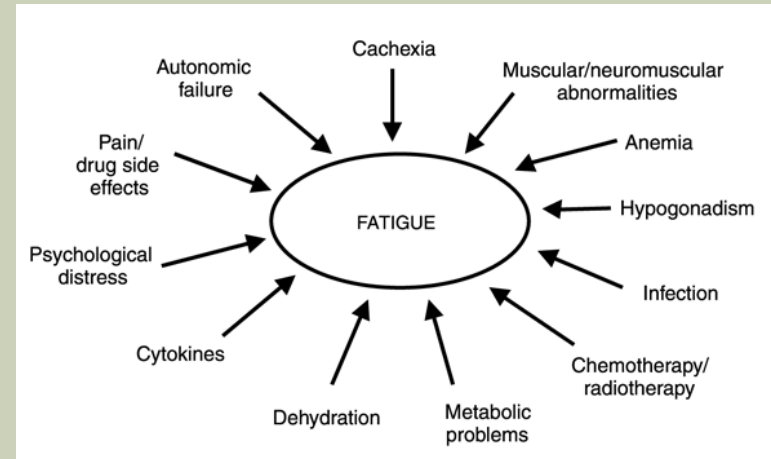 Cachexia
Autonomic
failure
Muscular/neuromuscular
abnormalities
Pain/
drug side
effects
Anemia
FATIGUE
Hypogonadism
Psychological
distress
Infection
Cytokines
Chemotherapy/
radiotherapy
Dehydration
Metabolic
problems